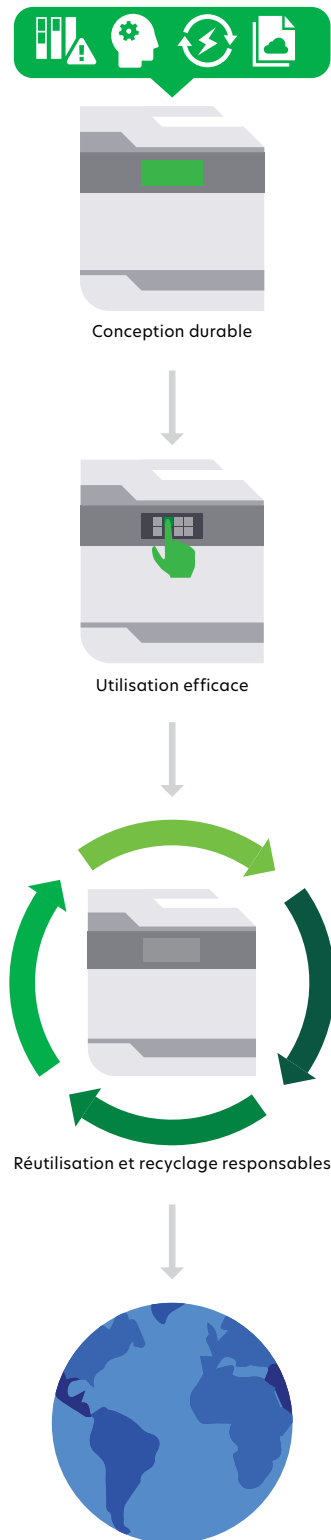 Conception durable
Utilisation efficace
Réutilisation et recyclage responsables